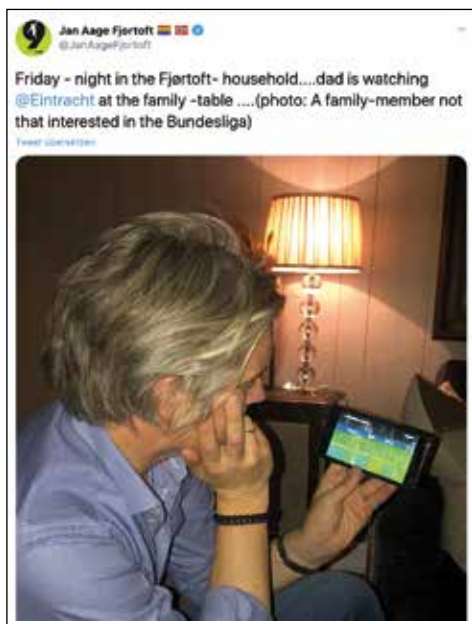 Jan Aage Fjortoft
@JanAageFjortoft
Friday - night in the Fjørtoft- household....dad is watching
@Eintracht at the family -table ....(photo: A family-member not
that interested in the Bundesliga)
Tweet übersetzen